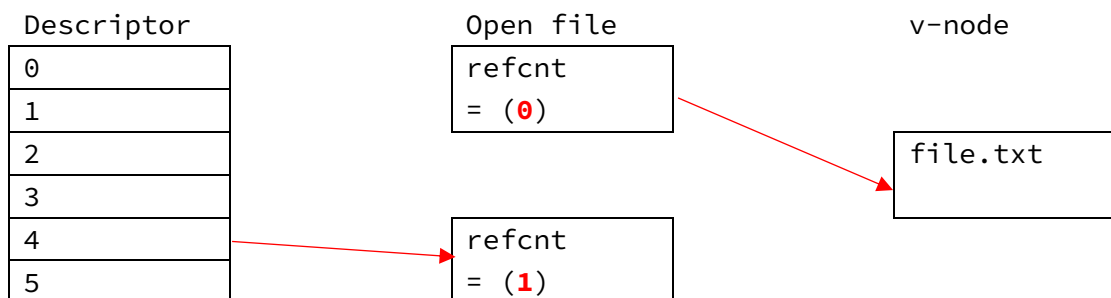 Descriptor Open file v-node
0
1
2
3
4
5
refcnt
= (0)
refcnt
= (1)
file.txt